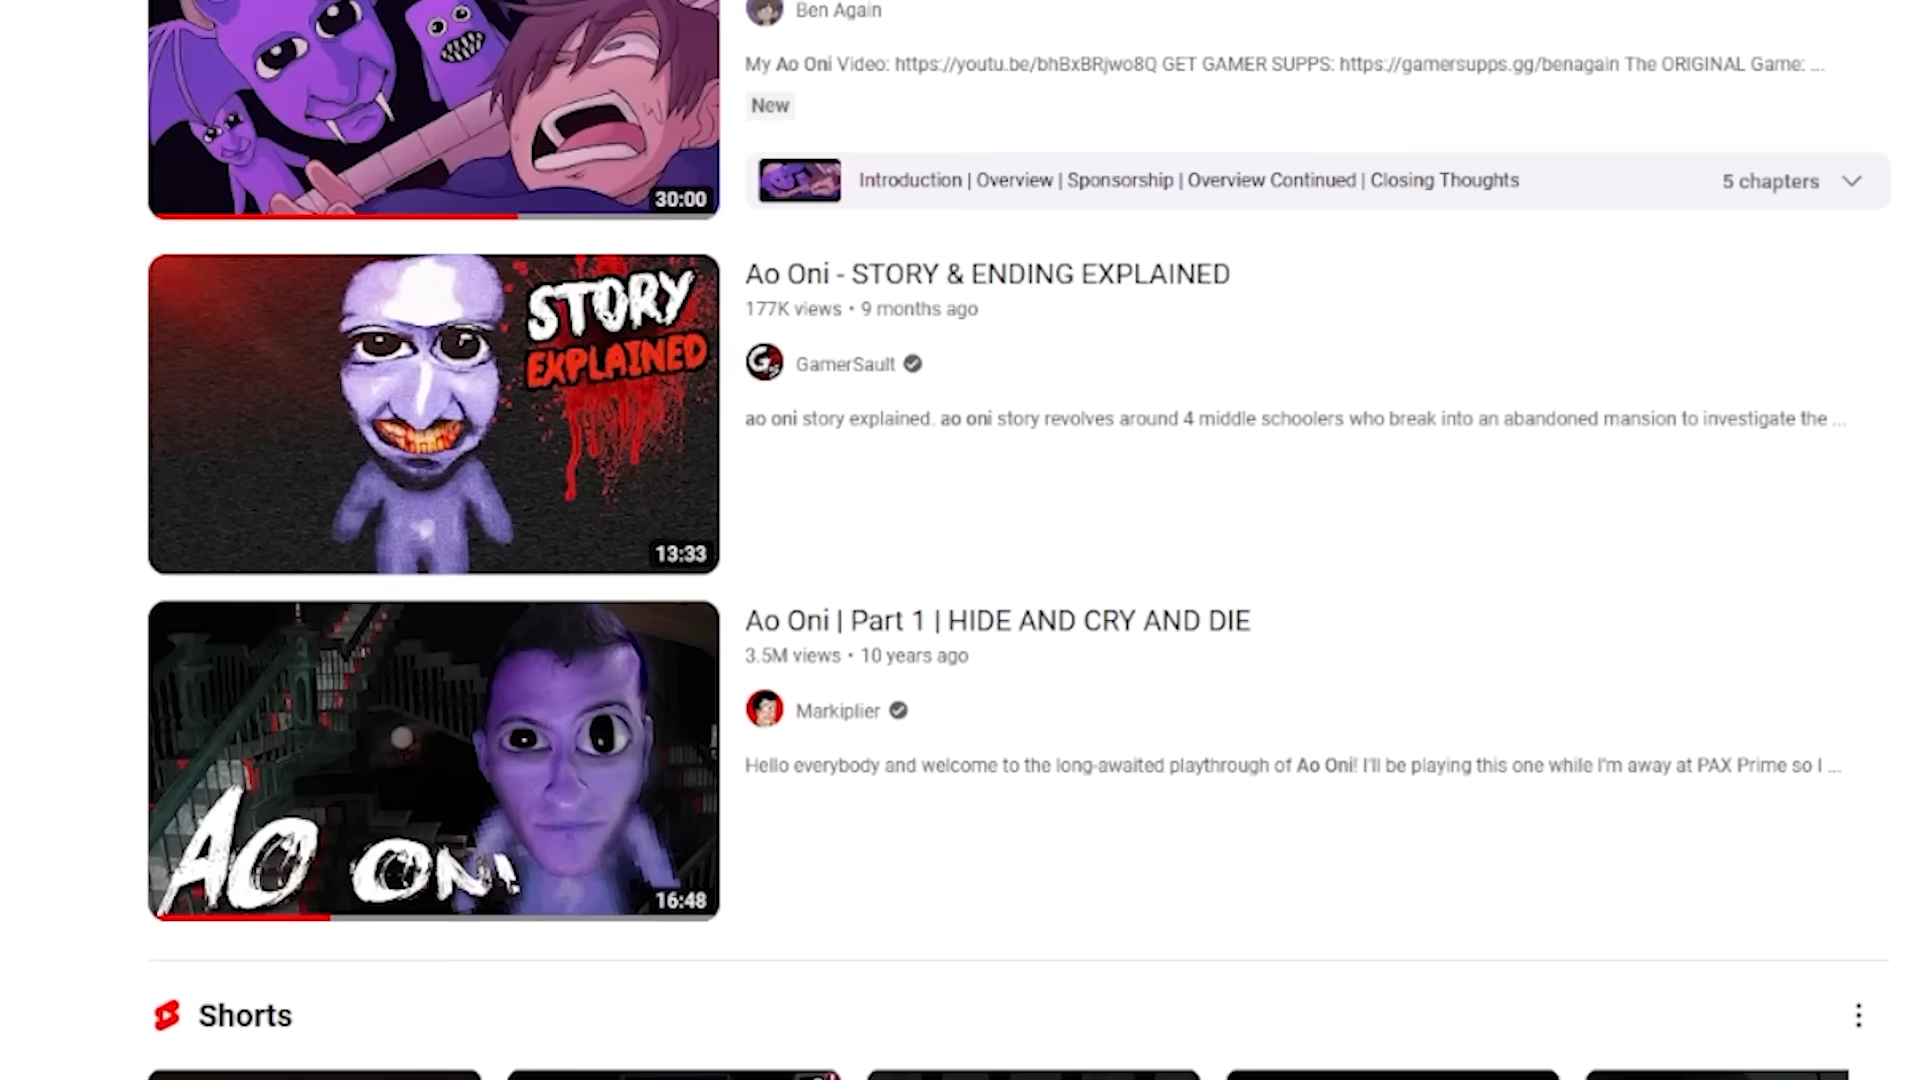 Ben Again
My Ao Oni Video: https://youtu.be/bhBxBRjwo8Q GET GAMER SUPPS: https://gamersupps.gg/benagain The ORIGINAL Game: ...
New
30:00
Introduction | Overview | Sponsorship | Overview Continued | Closing Thoughts
5 chapters
STORY
EXPLAINED
13:33
Ao Oni - STORY & ENDING EXPLAINED
177K views • 9 months ago
GamerSault
ao oni story explained. ao oni story revolves around 4 middle schoolers who break into an abandoned mansion to investigate the ...
AO ONI
16:48
Ao Oni | Part 1 | HIDE AND CRY AND DIE
3.5M views • 10 years ago
Markiplier
Hello everybody and welcome to the long-awaited playthrough of Ao Oni! I'll be playing this one while I'm away at PAX Prime so I ...
Shorts